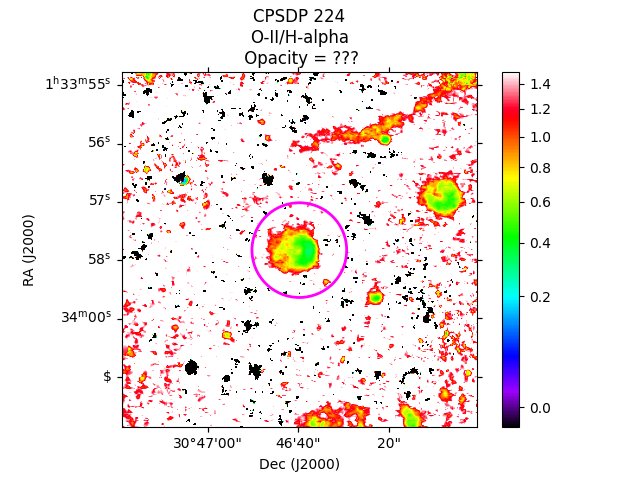 CPSDP 224
O-II/H-alpha
Opacity = ???
1h33m55s
56s
57s
58s
34m00s
$
RA (J2000)
30°47'00"
46'40"
20"
Dec (J2000)
1.4
1.2
1.0
0.8
0.6
0.4
0.2
0.0